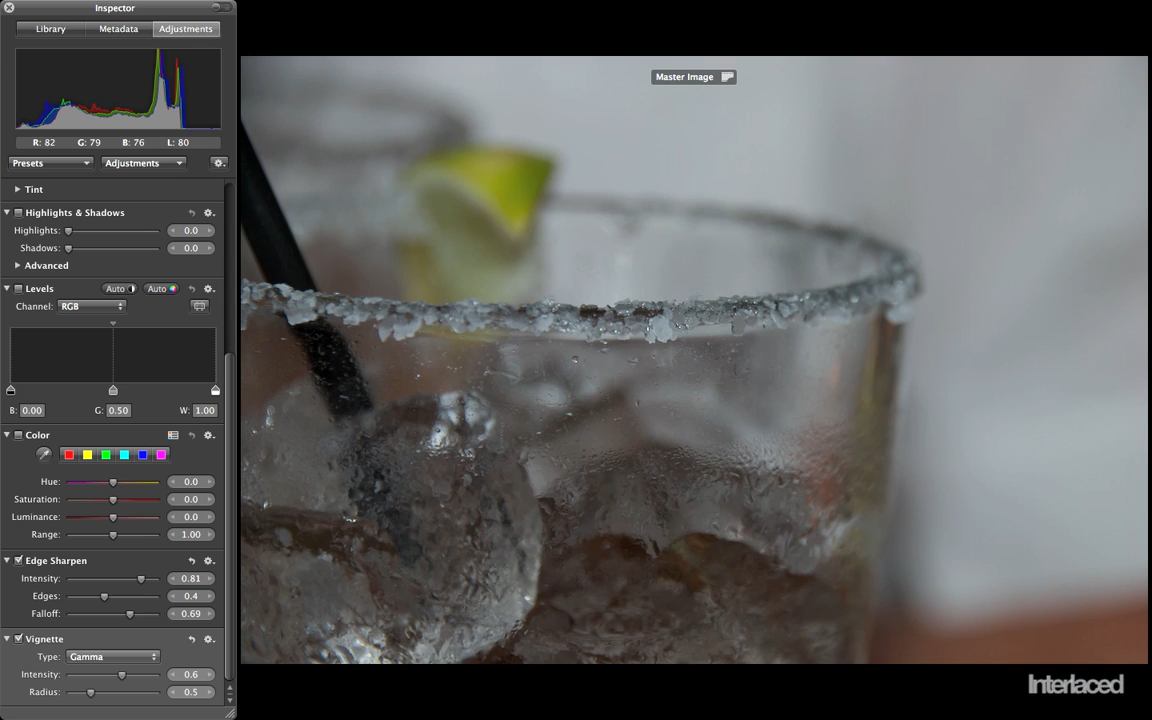 Inspector
Library Metadata Adjustments
Master Image
R: 82 G: 79 B: 76 L: 80
Presets Adjustments
Tint
Highlights & Shadows
Highlights: 0.0
Shadows: 0.0
Advanced
Levels Auto Auto
Channel: RGB
B: 0.00 G: 0.50 W: 1.00
Color
Hue: 0.0
Saturation: 0.0
Luminance: 0.0
Range: 1.00
Edge Sharpen
Intensity: 0.81
Edges: 0.4
Falloff: 0.69
Vignette
Type: Gamma
Intensity: 0.6
Radius: 0.5
Interlaced